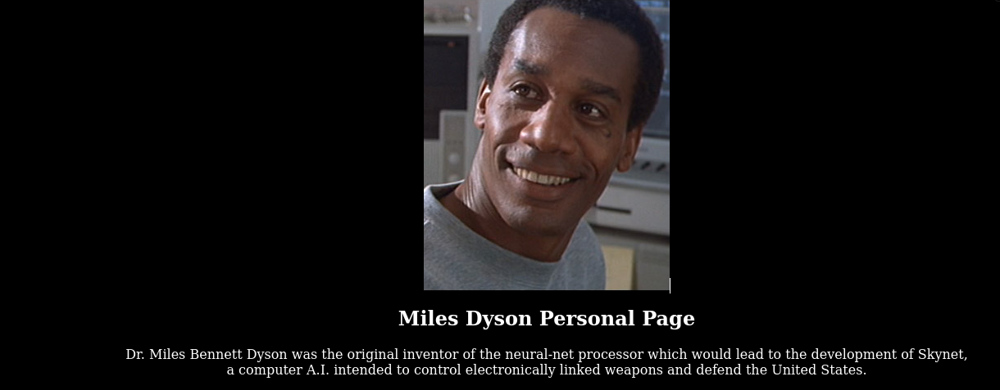 Miles Dyson Personal Page
Dr. Miles Bennett Dyson was the original inventor of the neural-net processor which would lead to the development of Skynet,
a computer A.I. intended to control electronically linked weapons and defend the United States.